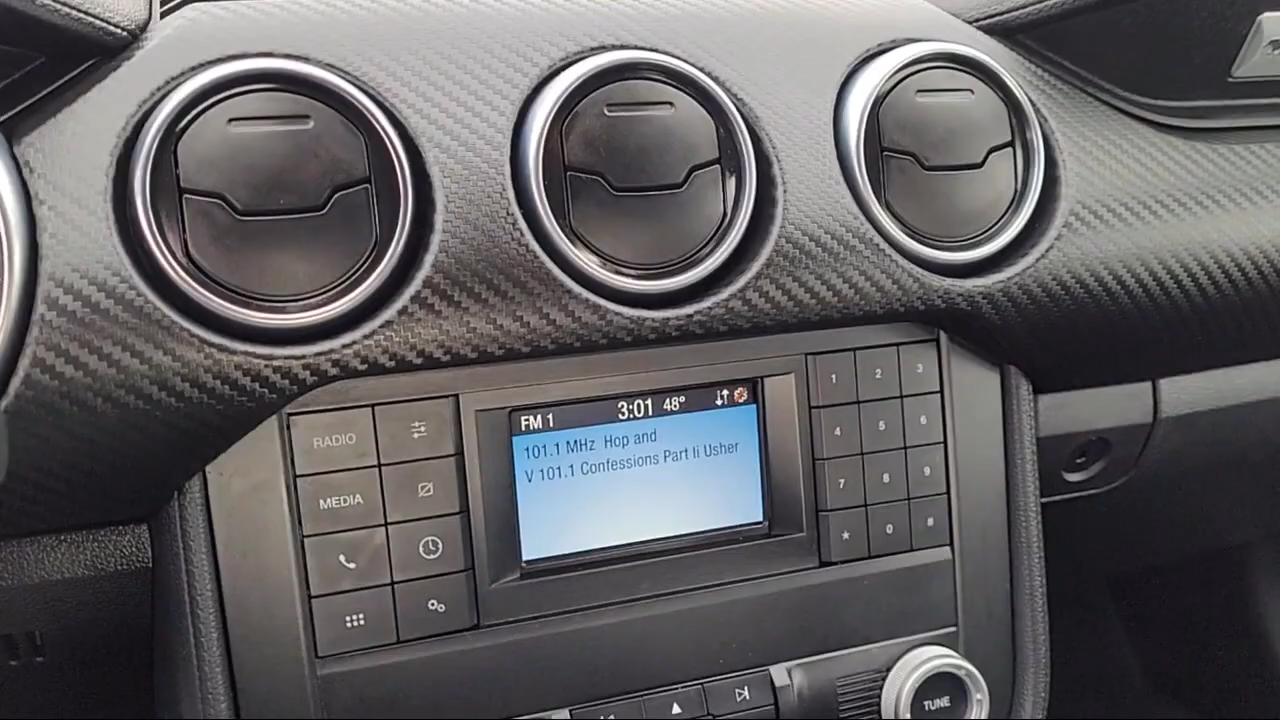 FM 1 3:01 48°
101.1 MHz Hop and
V 101.1 Confessions Part Ii Usher
RADIO
MEDIA
1 2 3
4 5 6
7 8 9
* 0 #
TUNE